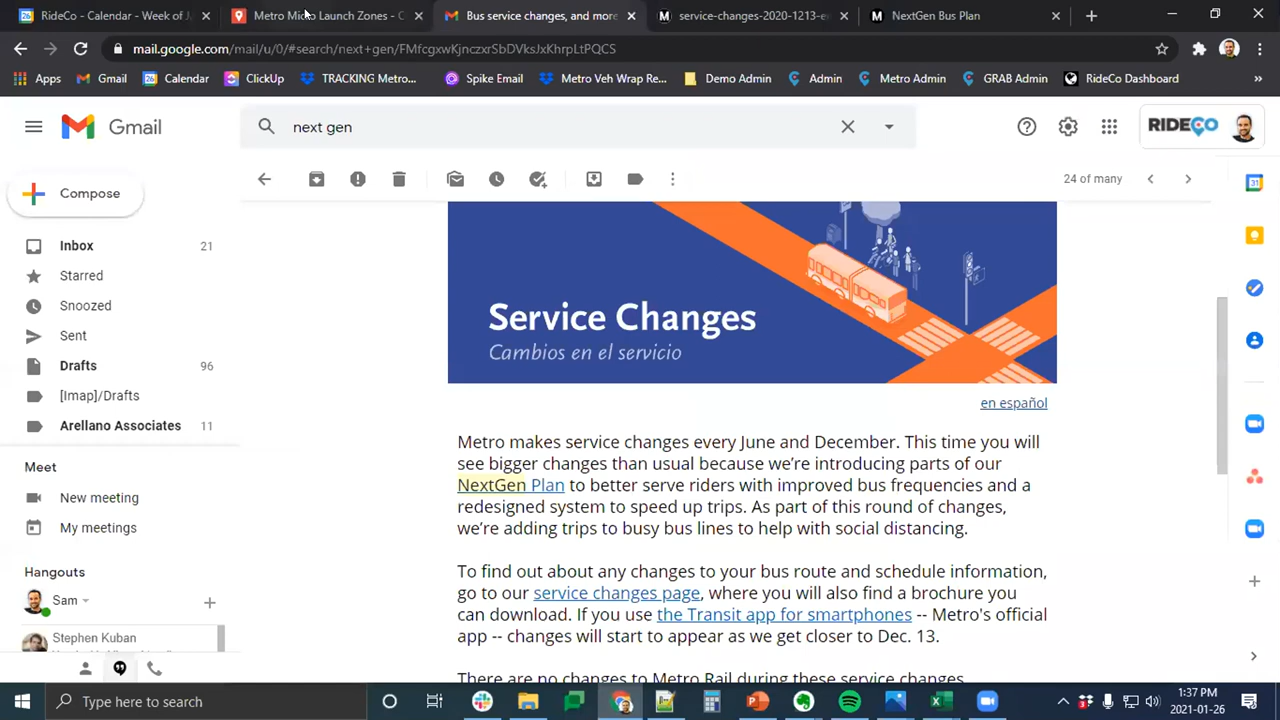 RideCo - Calendar - Week of J
Metro Micro Launch Zones - G
Bus service changes, and more
service-changes-2020-1213-e
NextGen Bus Plan
mail.google.com/mail/u/0/#search/next+gen/FMfcgxwKjnczxrSbDVksJxKhrpLtPQCS
Apps
Gmail
Calendar
ClickUp
TRACKING Metro...
Spike Email
Metro Veh Wrap Re...
Demo Admin
Admin
Metro Admin
GRAB Admin
RideCo Dashboard
»
Gmail
next gen
RIDECO
Compose
24 of many
Inbox 21
Starred
Snoozed
Sent
Drafts 96
[Imap]/Drafts
Arellano Associates 11
Meet
New meeting
My meetings
Hangouts
Sam
Stephen Kuban
Service Changes
Cambios en el servicio
en español
Metro makes service changes every June and December. This time you will
see bigger changes than usual because we're introducing parts of our
NextGen Plan to better serve riders with improved bus frequencies and a
redesigned system to speed up trips. As part of this round of changes,
we're adding trips to busy bus lines to help with social distancing.
To find out about any changes to your bus route and schedule information,
go to our service changes page, where you will also find a brochure you
can download. If you use the Transit app for smartphones -- Metro's official
app -- changes will start to appear as we get closer to Dec. 13.
There are no changes to Metro Rail during these service changes
Type here to search
1:37 PM
2021-01-26